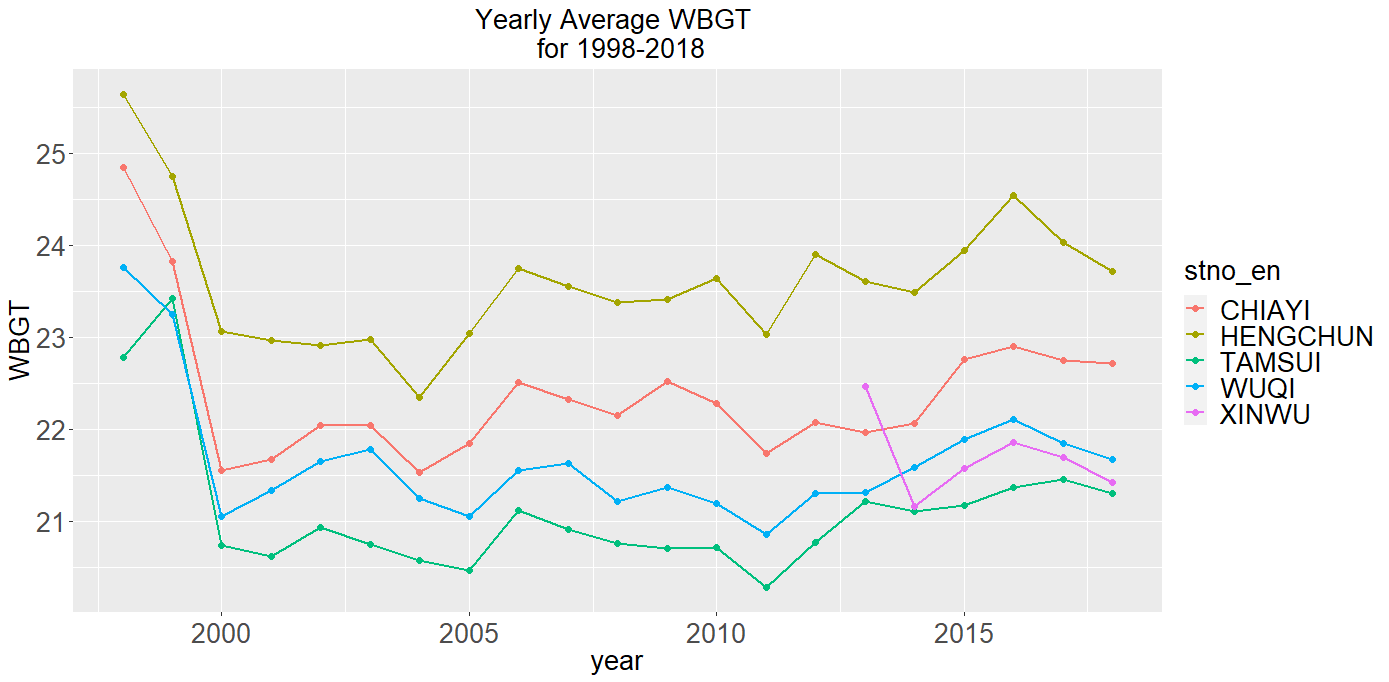 Yearly Average WBGT
for 1998-2018
25
24
23
22
21
WBGT
2000
2005
2010
2015
year
stno_en
CHIAYI
HENGCHUN
TAMSUI
WUQI
XINWU